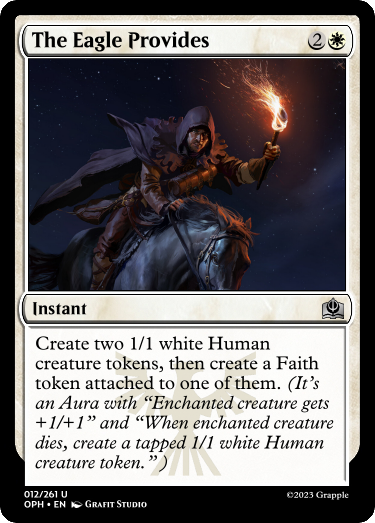 The Eagle Provides 2
Instant
Create two 1/1 white Human
creature tokens, then create a Faith
token attached to one of them. (It's
an Aura with “Enchanted creature gets
+1/+1” and “When enchanted creature
dies, create a tapped 1/1 white Human
creature token.”)
012/261 U
OPH • EN Grafit Studio
©2023 Grapple